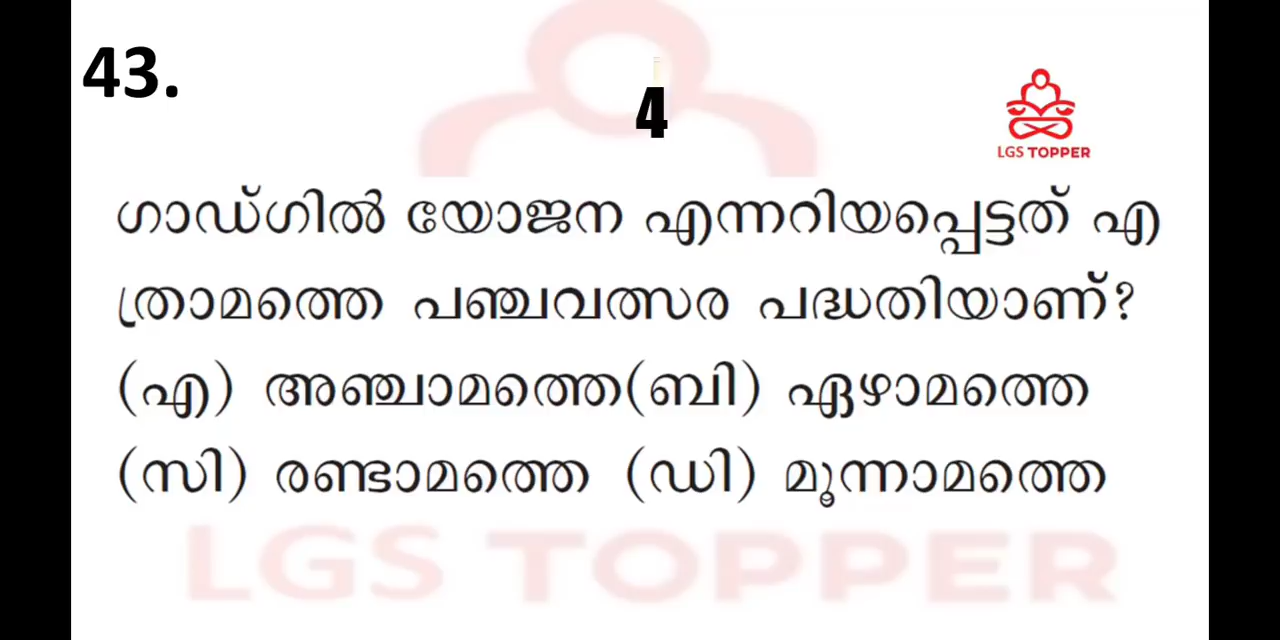 43.
4
LGS TOPPER
ഗാഡ്ഗിൽ യോജന എന്നറിയപ്പെട്ടത് എ
ത്രാമത്തെ പഞ്ചവത്സര പദ്ധതിയാണ്?
(എ) അഞ്ചാമത്തെ(ബി) ഏഴാമത്തെ
(സി) രണ്ടാമത്തെ (ഡി) മൂന്നാമത്തെ
LGS TOPPER